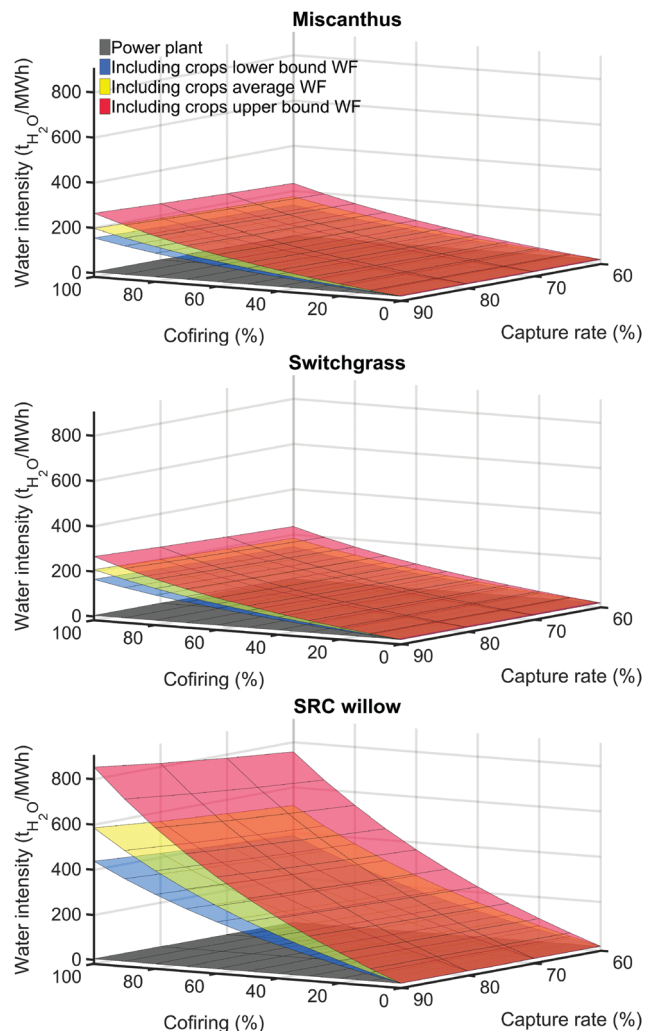 Miscanthus
Power plant
Including crops lower bound WF
Including crops average WF
Including crops upper bound WF
Water intensity (t_H2O/MWh)
800
600
400
200
0
100
80
60
40
20
0
Cofiring (%)
90
80
70
60
Capture rate (%)
Switchgrass
Water intensity (t_H2O/MWh)
800
600
400
200
0
100
80
60
40
20
0
Cofiring (%)
90
80
70
60
Capture rate (%)
SRC willow
Water intensity (t_H2O/MWh)
800
600
400
200
0
100
80
60
40
20
0
Cofiring (%)
90
80
70
60
Capture rate (%)